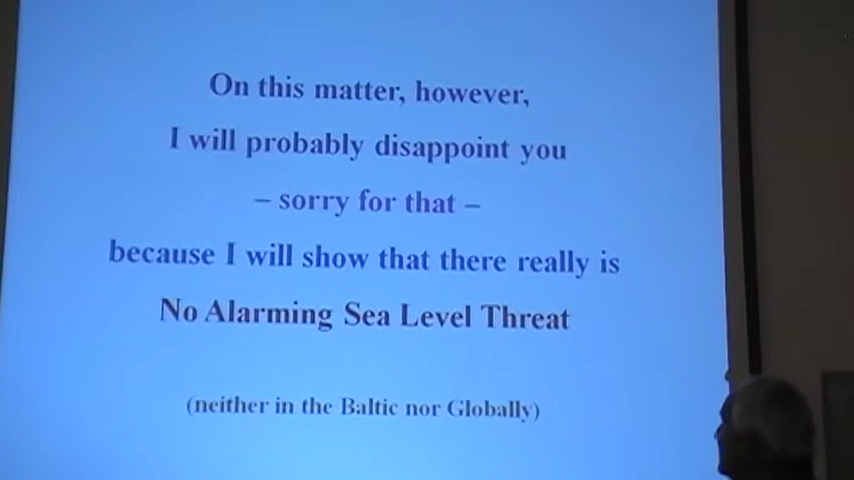 On this matter, however,
I will probably disappoint you
– sorry for that –
because I will show that there really is
No Alarming Sea Level Threat
(neither in the Baltic nor Globally)